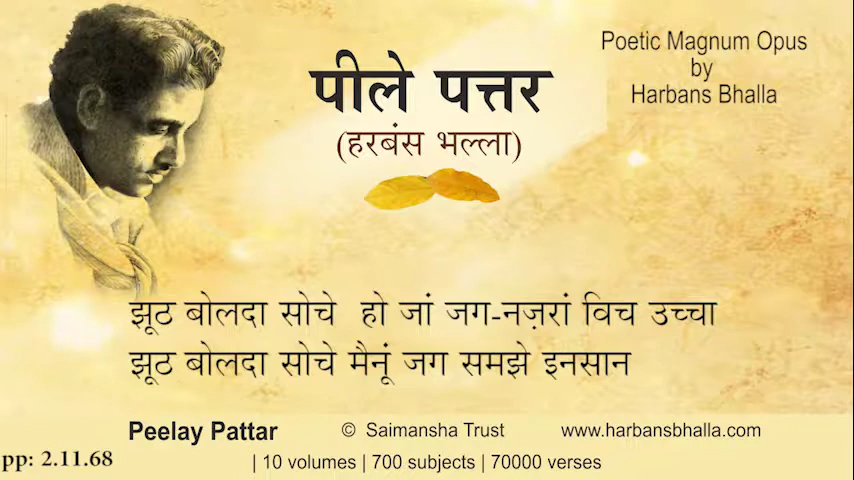 पीले पत्तर
(हरबंस भल्ला)
Poetic Magnum Opus
by
Harbans Bhalla
झूठ बोलदा सोचे हो जां जग-नज़रां विच उच्चा
झूठ बोलदा सोचे मैनूं जग समझे इनसान
Peelay Pattar © Saimansha Trust www.harbansbhalla.com
pp: 2.11.68 | 10 volumes | 700 subjects | 70000 verses